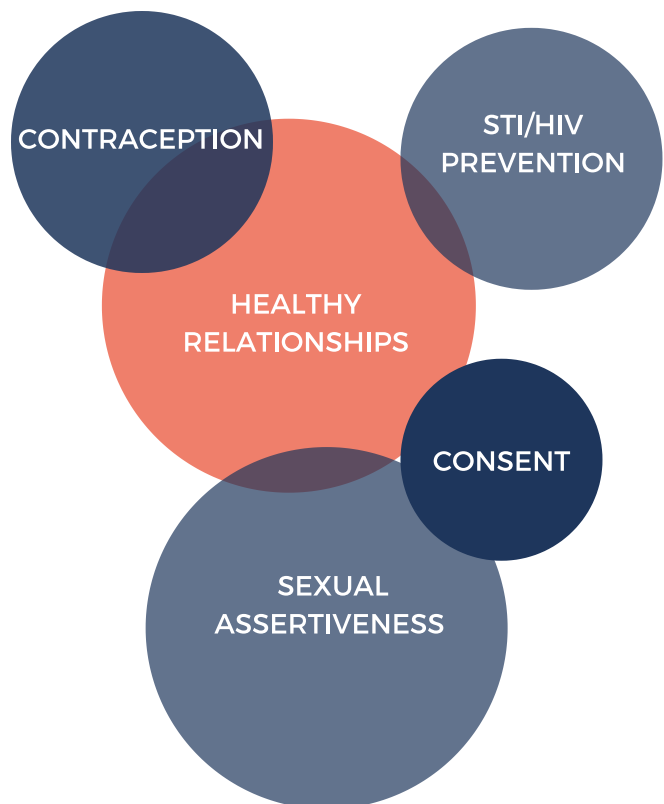 CONTRACEPTION
STI/HIV
PREVENTION
HEALTHY
RELATIONSHIPS
CONSENT
SEXUAL
ASSERTIVENESS